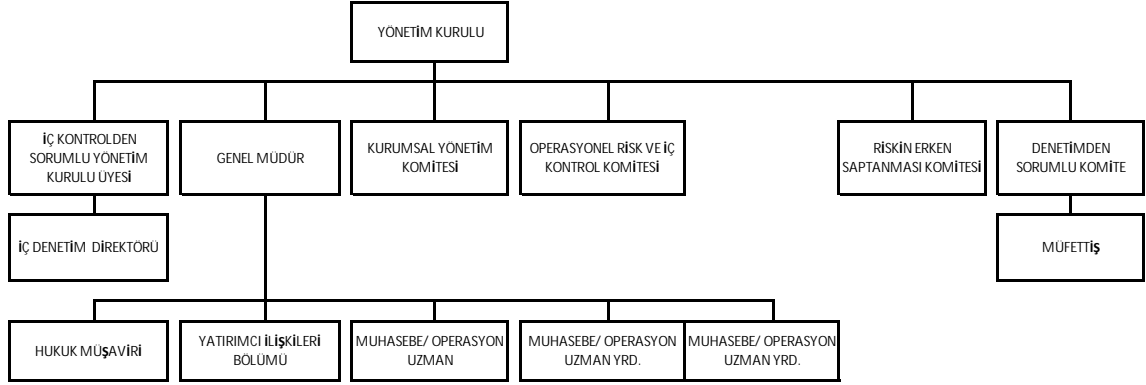 YÖNETİM KURULU
İÇ KONTROLDEN
SORUMLU YÖNETİM
KURULU ÜYESİ
GENEL MÜDÜR
KURUMSAL YÖNETİM
KOMİTESİ
OPERASYONEL RİSK VE İÇ
KONTROL KOMİTESİ
RİSKİN ERKEN
SAPTANMASI KOMİTESİ
DENETİMDEN
SORUMLU KOMİTE
İÇ DENETİM DİREKTÖRÜ
MÜFETTİŞ
HUKUK MÜŞAVİRİ
YATIRIMCI İLİŞKİLERİ
BÖLÜMÜ
MUHASEBE/ OPERASYON
UZMAN
MUHASEBE/ OPERASYON
UZMAN YRD.
MUHASEBE/ OPERASYON
UZMAN YRD.